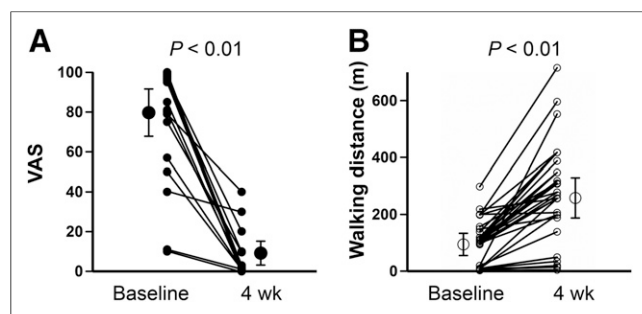 A
P < 0.01
VAS
100
80
60
40
20
0
Baseline
4 wk
B
P < 0.01
Walking distance (m)
600
400
200
0
Baseline
4 wk